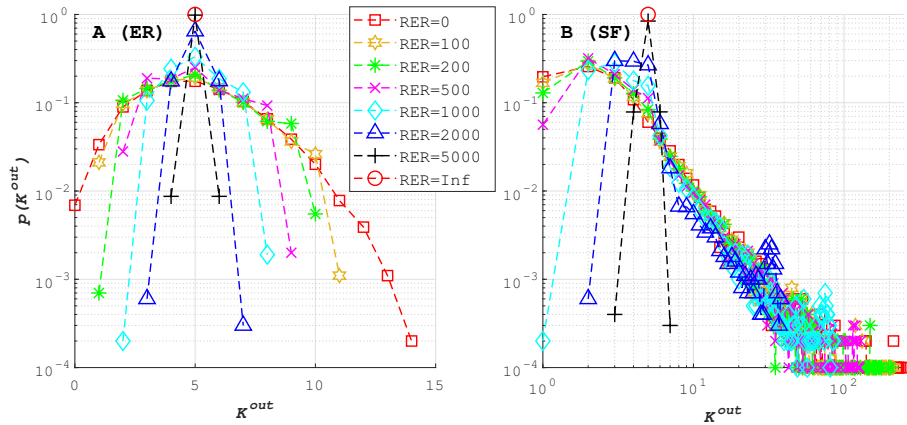 A (ER)
p(K^out)
10^0
10^-1
10^-2
10^-3
10^-4
0
5
10
15
K^out
RER=0
RER=100
RER=200
RER=500
RER=1000
RER=2000
RER=5000
RER=Inf
B (SF)
10^0
10^-1
10^-2
10^-3
10^-4
10^0
10^1
10^2
K^out